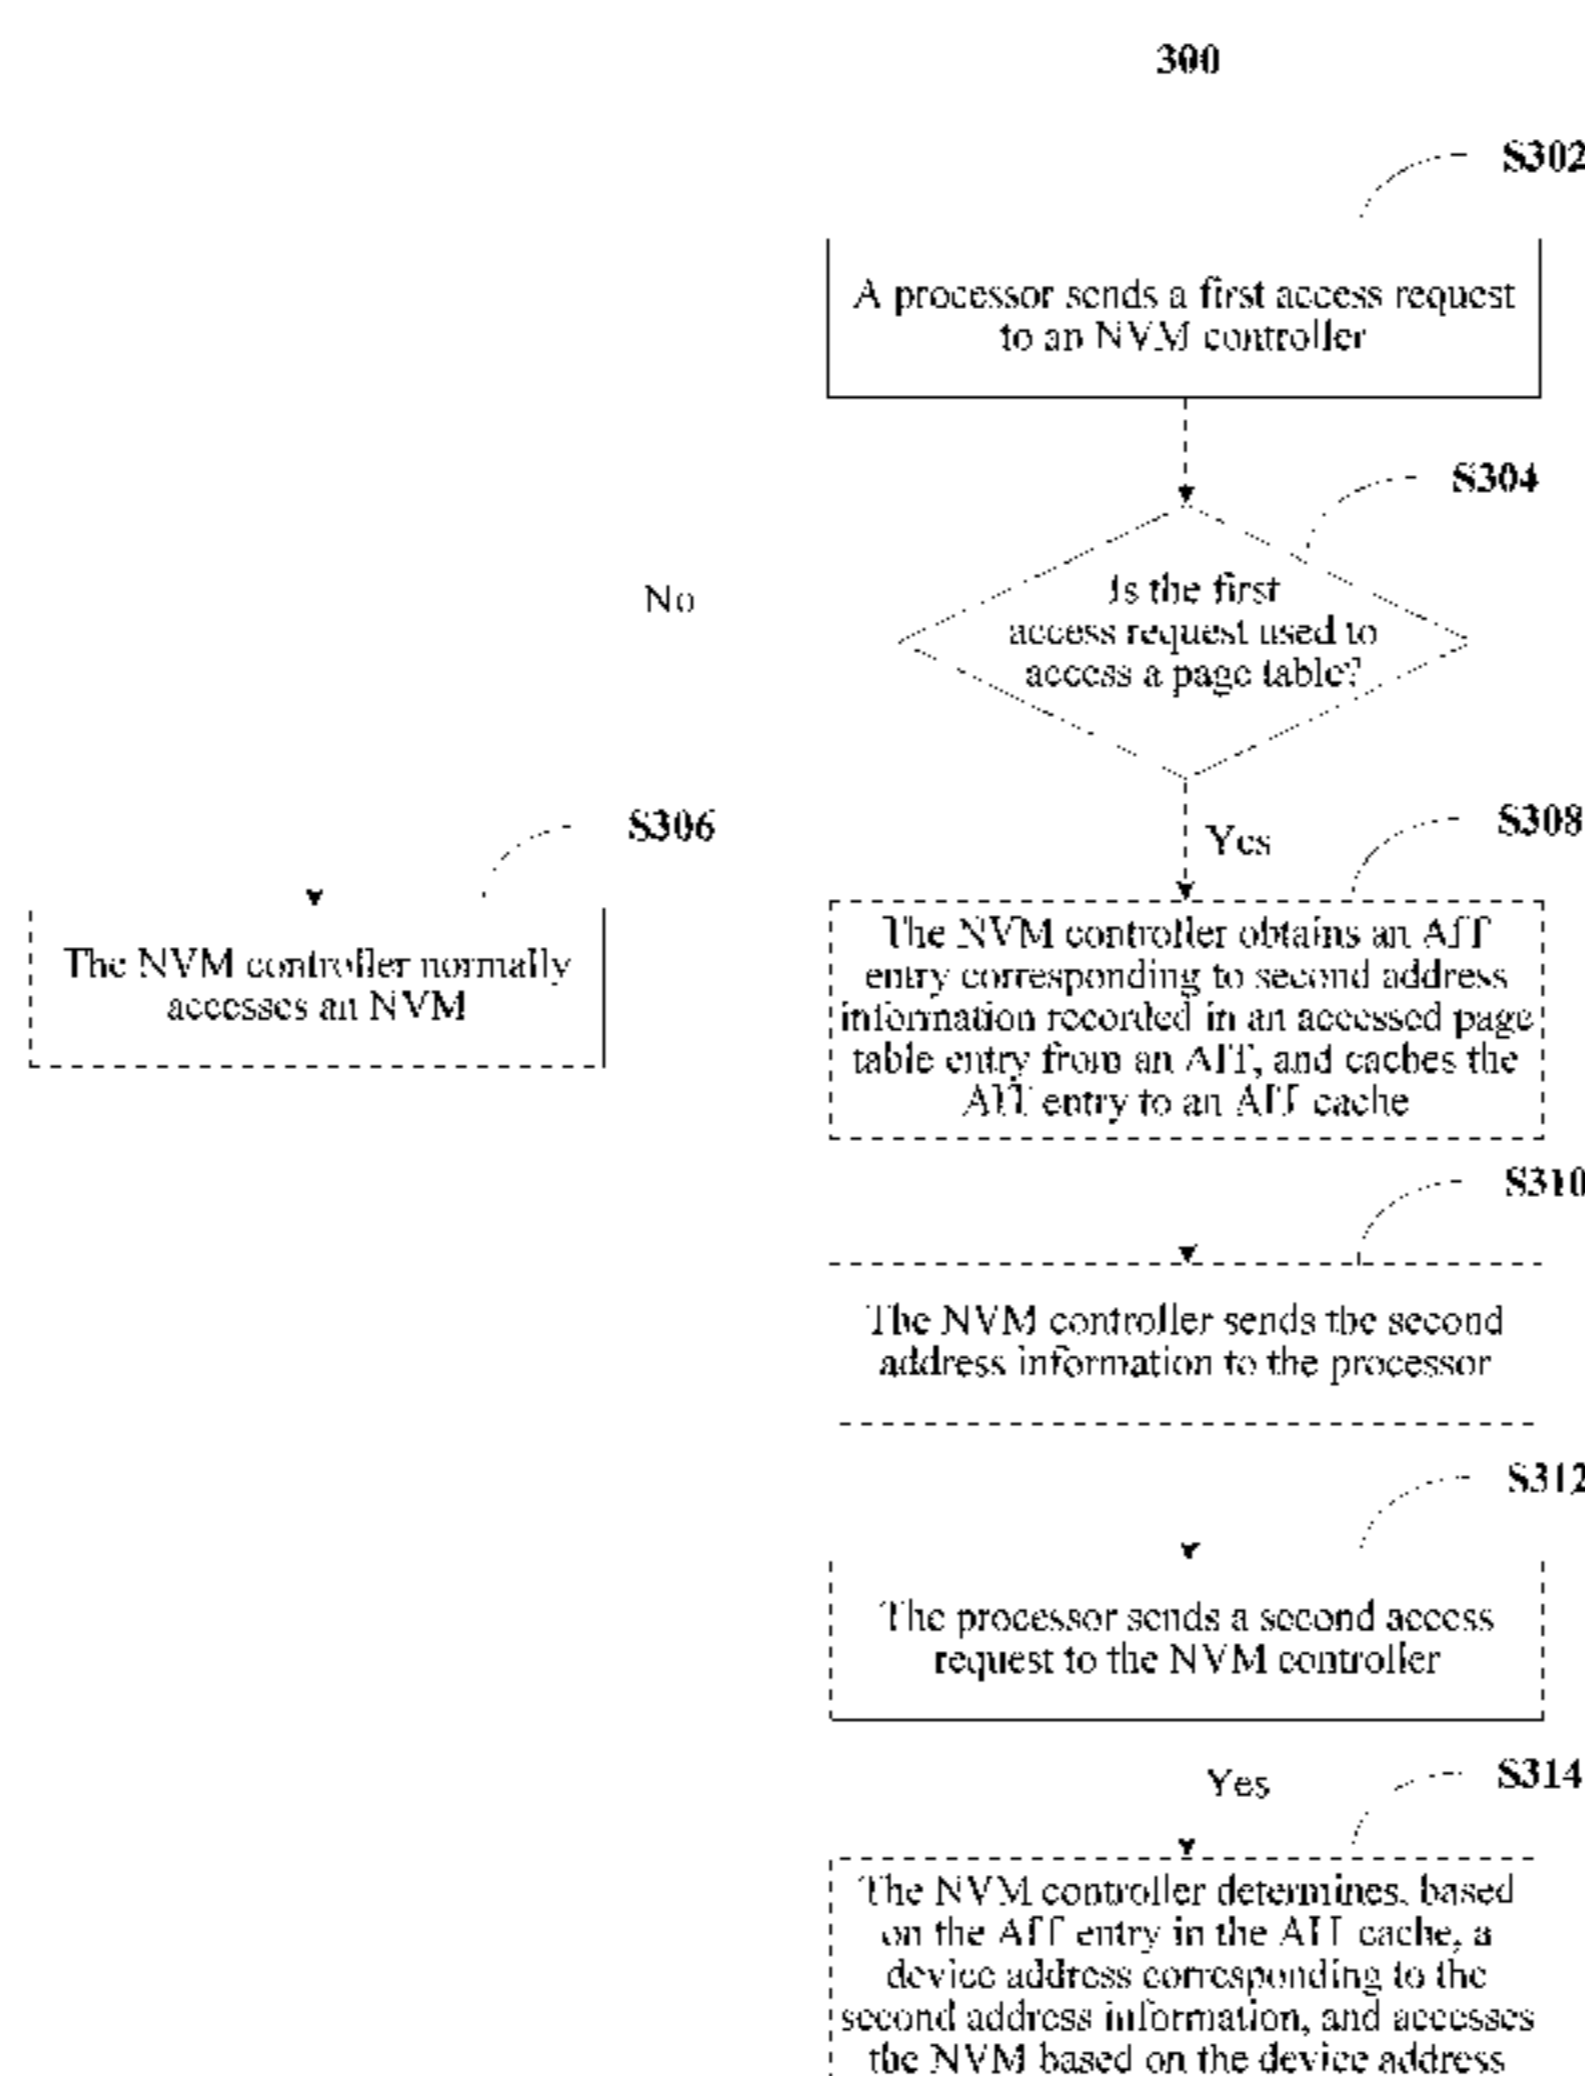 300
S302
A processor sends a first access request
to an NVM controller
S304
Is the first
access request used to
access a page table?
No
Yes
S306
The NVM controller normally
accesses an NVM
S308
The NVM controller obtains an AIT
entry corresponding to second address
information recorded in an accessed page
table entry from an AIT, and caches the
AIT entry to an AIT cache
S310
The NVM controller sends the second
address information to the processor
S312
The processor sends a second access
request to the NVM controller
Yes
S314
The NVM controller determines, based
on the AIT entry in the AIT cache, a
device address corresponding to the
second address information, and accesses
the NVM based on the device address